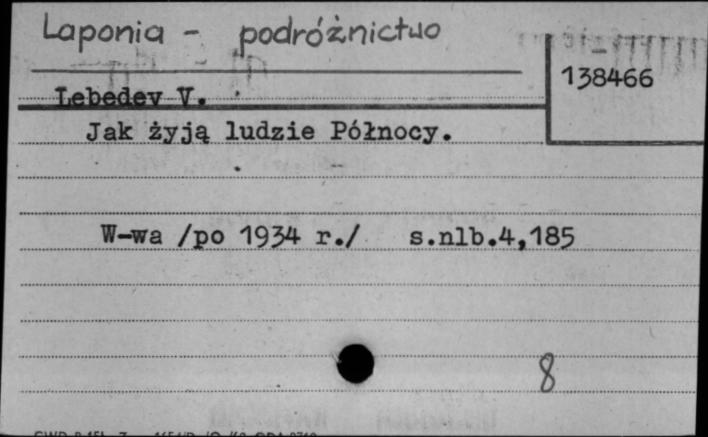 Laponia - podróżnictwo
138466
Lebedev V.
Jak żyją ludzie Północy.
W-wa /po 1934 r./ s.nlb.4,185
8